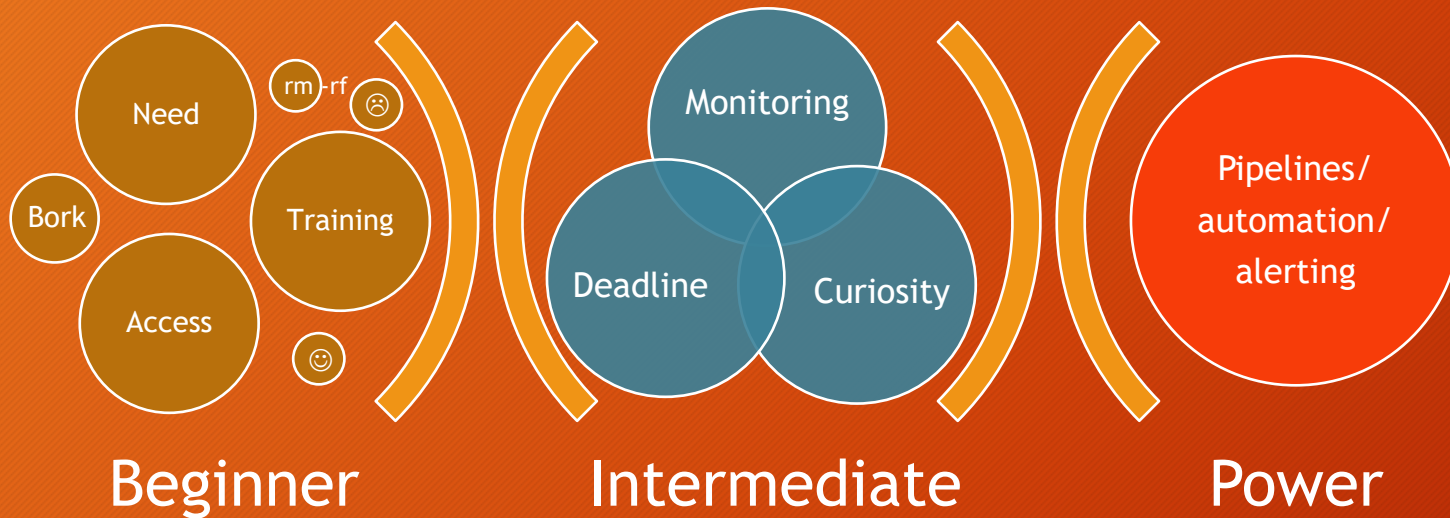 Need
rm -rf
☹
Bork
Training
Access
☺
Monitoring
Deadline
Curiosity
Pipelines/
automation/
alerting
Beginner
Intermediate
Power